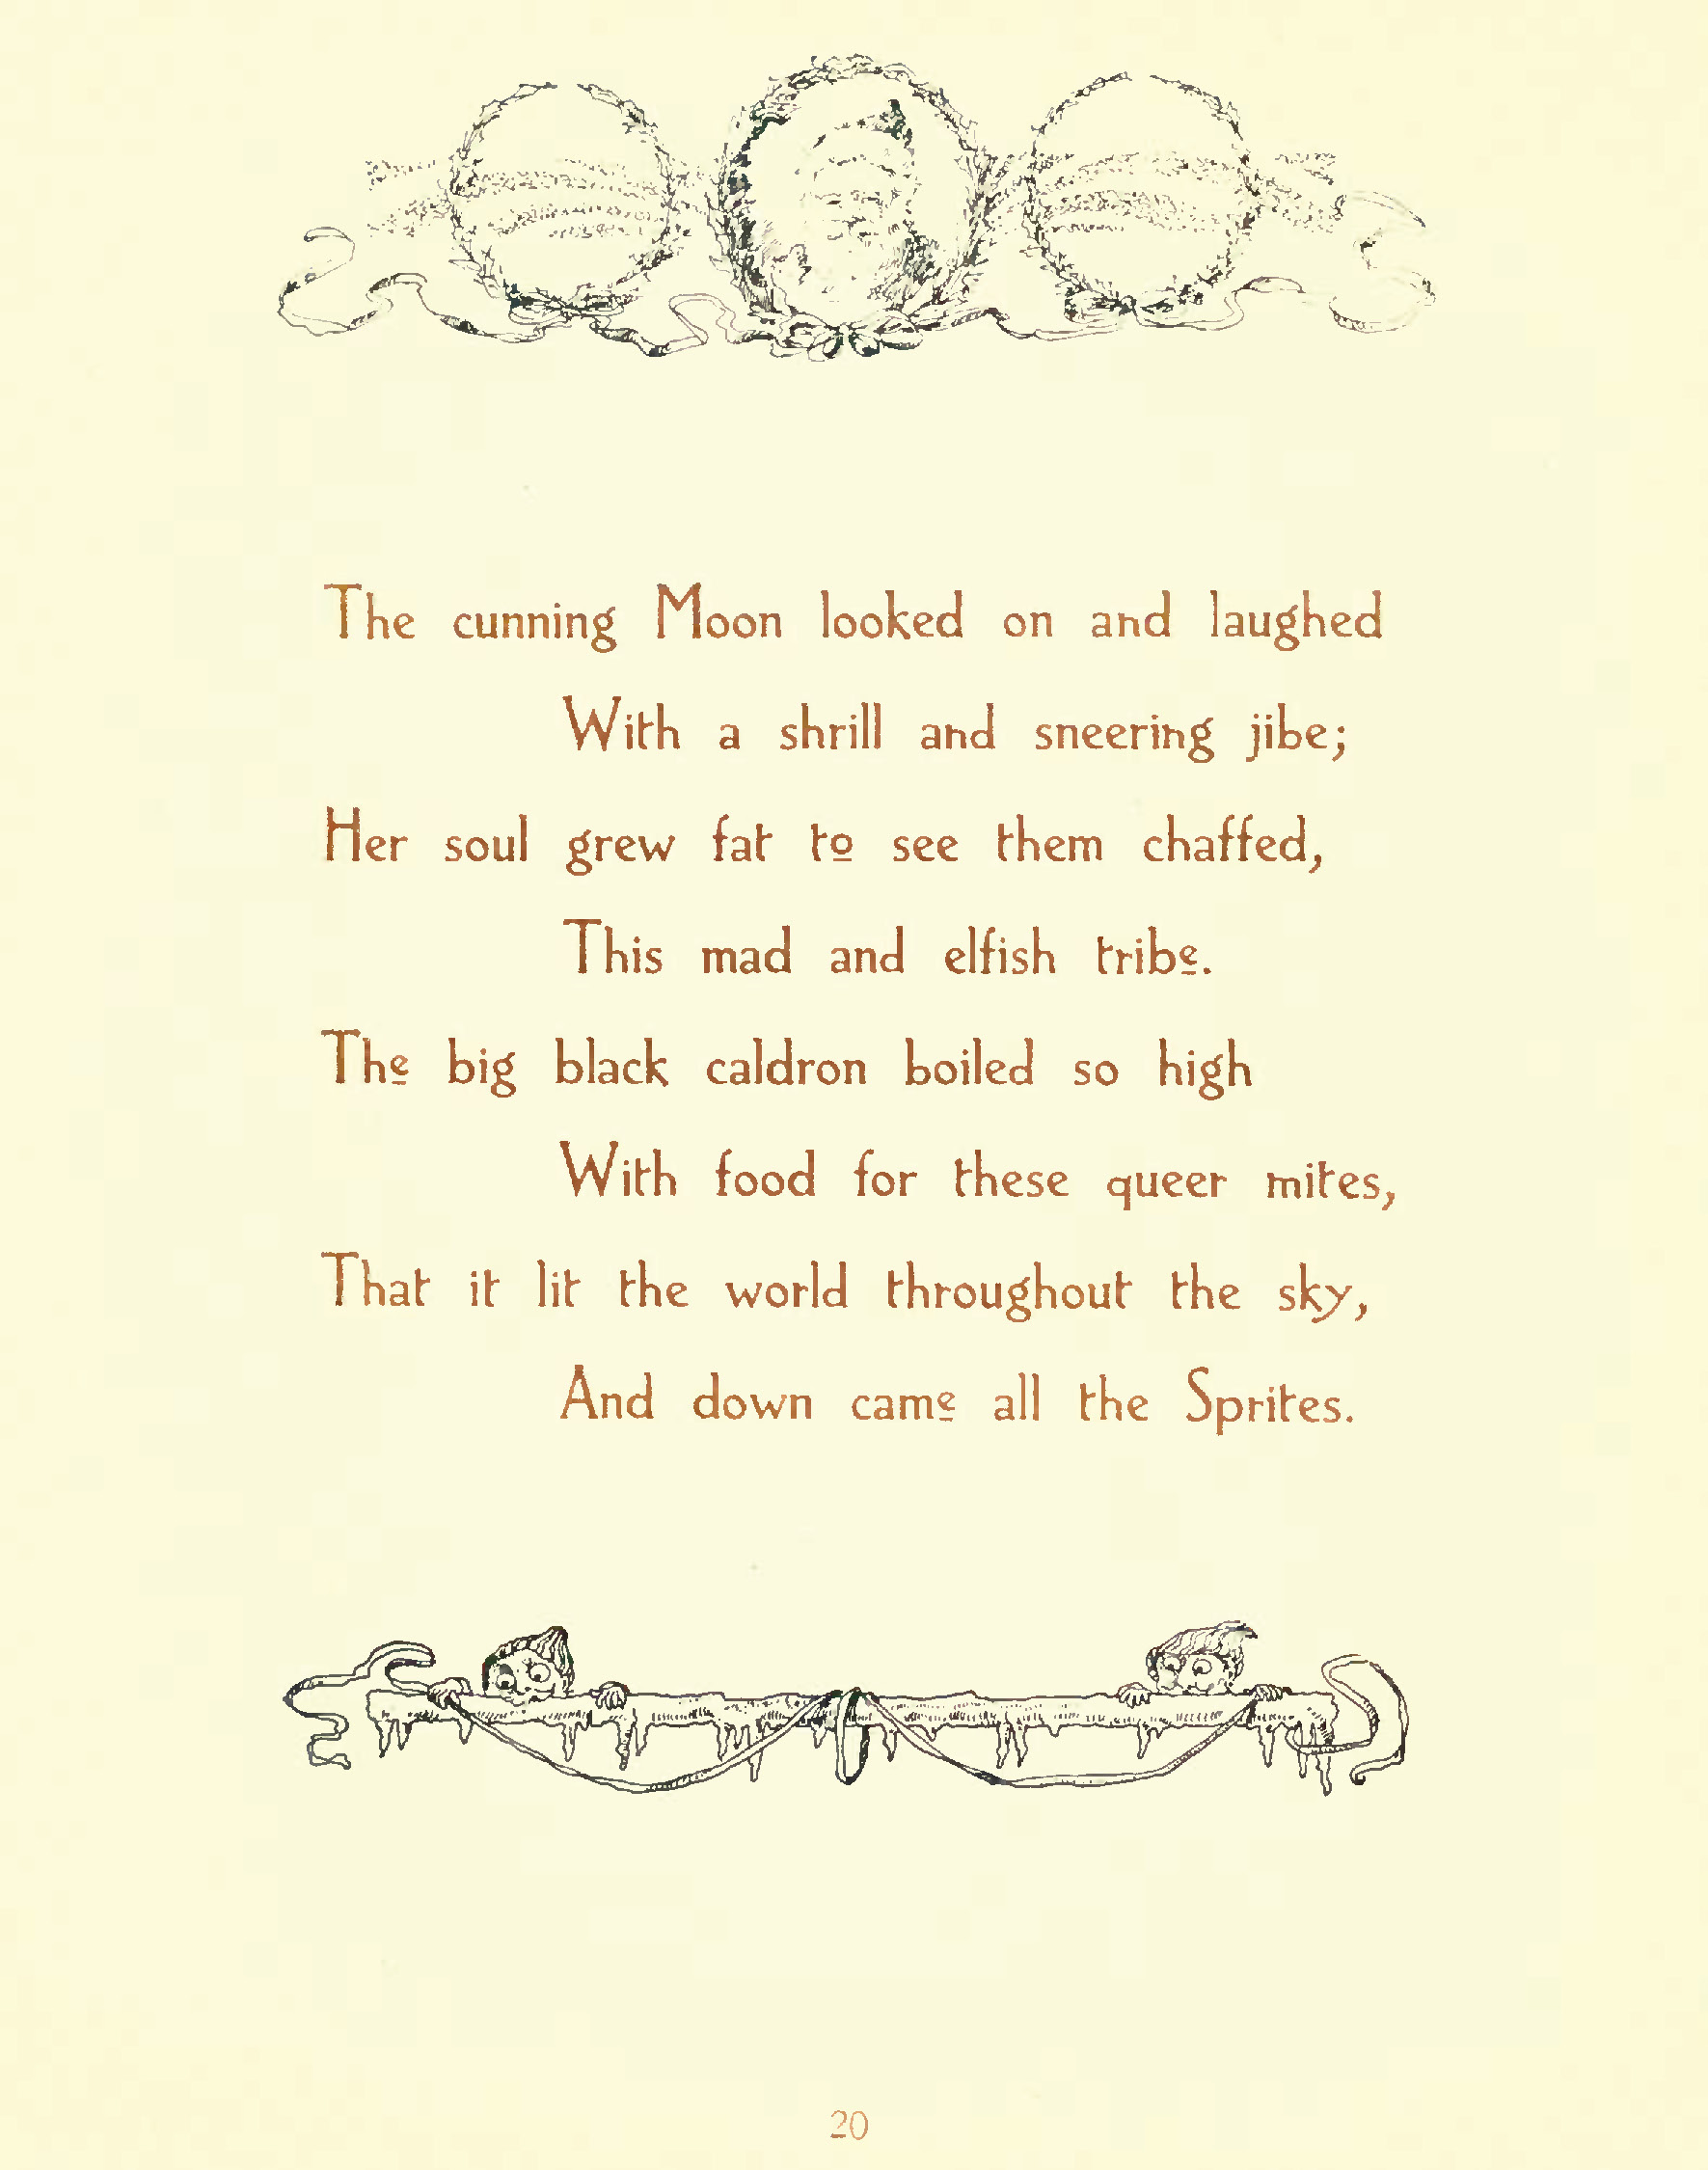 The cunning Moon looked on and laughed
With a shrill and sneering jibe;
Her soul grew fat to see them chaffed,
This mad and elfish tribe.
The big black caldron boiled so high
With food for these queer mites,
That it lit the world throughout the sky,
And down came all the Sprites.
20